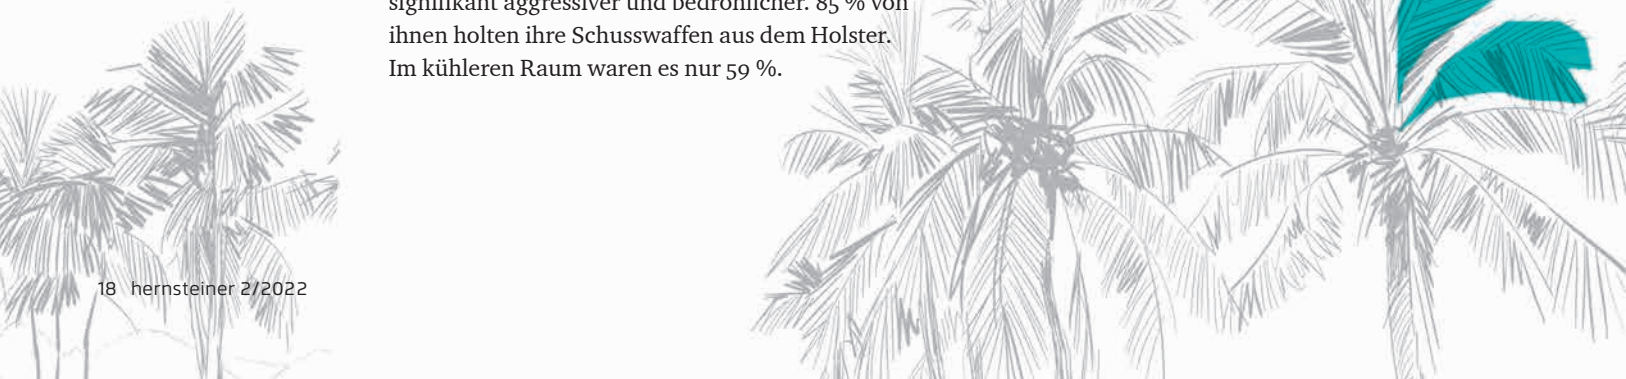 signifikant aggressiver und bedrohlicher. 85 % von
ihnen holten ihre Schusswaffen aus dem Holster.
Im kühleren Raum waren es nur 59 %.
18 hernsteiner 2/2022